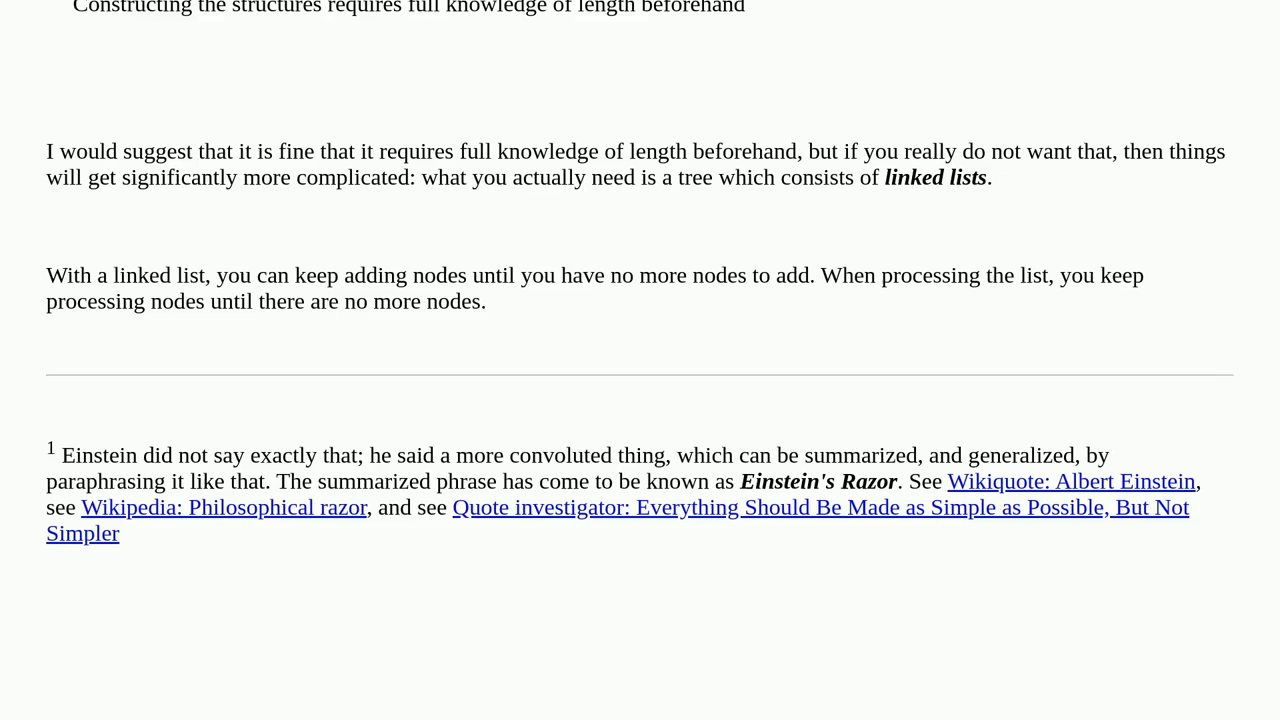 Constructing the structures requires full knowledge of length beforehand
I would suggest that it is fine that it requires full knowledge of length beforehand, but if you really do not want that, then things
will get significantly more complicated: what you actually need is a tree which consists of linked lists.
With a linked list, you can keep adding nodes until you have no more nodes to add. When processing the list, you keep
processing nodes until there are no more nodes.
1 Einstein did not say exactly that; he said a more convoluted thing, which can be summarized, and generalized, by
paraphrasing it like that. The summarized phrase has come to be known as Einstein's Razor. See Wikiquote: Albert Einstein,
see Wikipedia: Philosophical razor, and see Quote investigator: Everything Should Be Made as Simple as Possible, But Not
Simpler